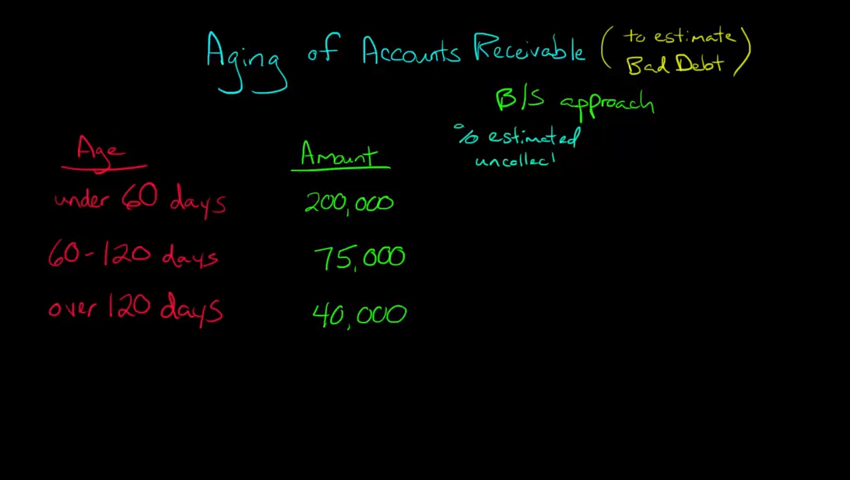 Aging of Accounts Receivable (to estimate
Bad Debt)
B/S approach
% estimated
uncollecl
Age Amount
under 60 days 200,000
60-120 days 75,000
over 120 days 40,000